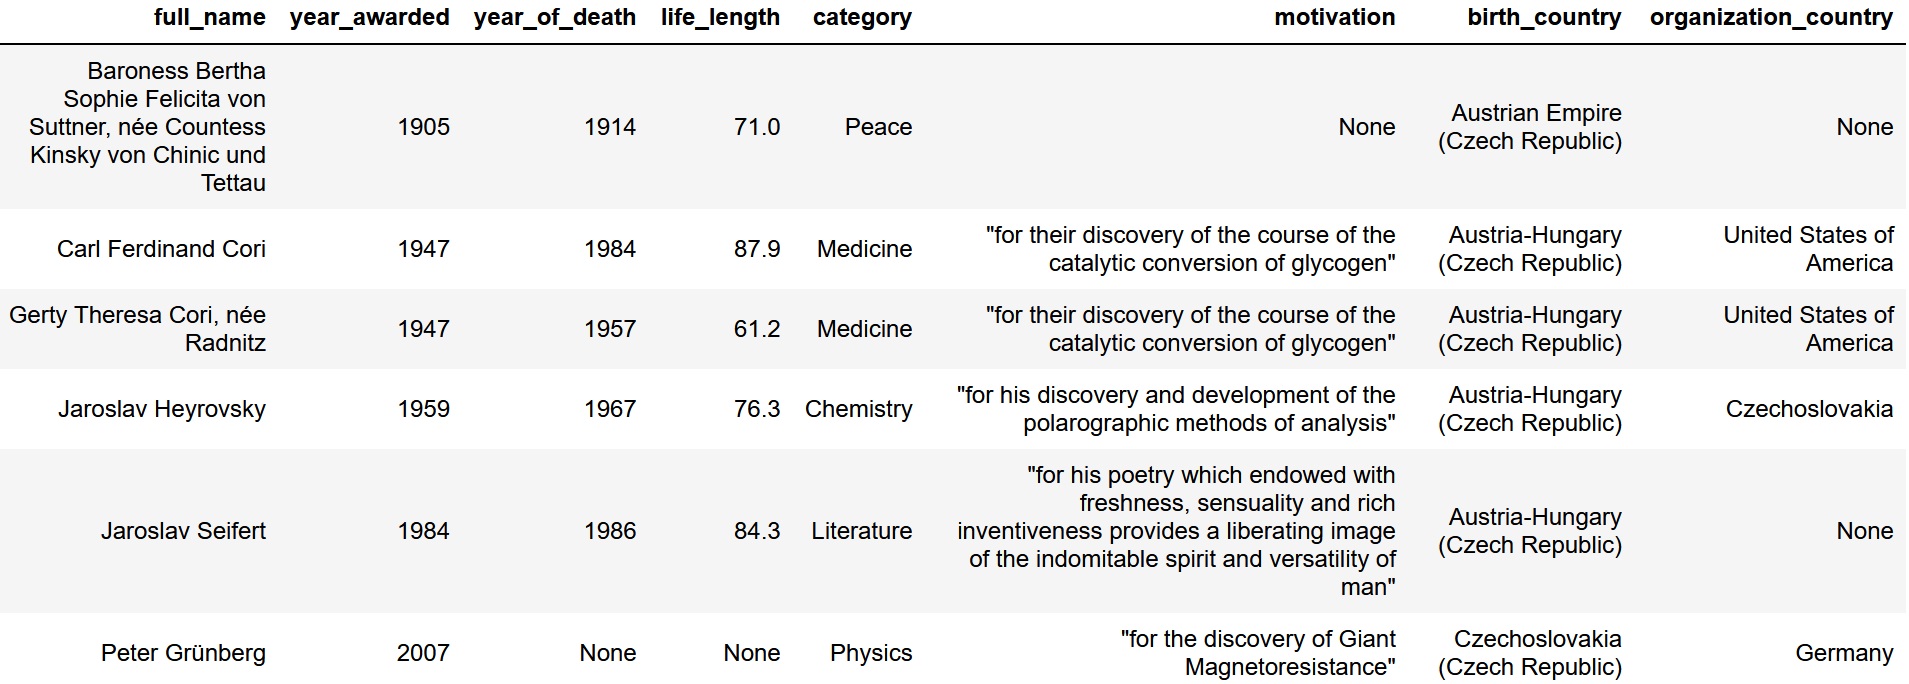 full_name year_awarded year_of_death life_length category motivation birth_country organization_country
Baroness Bertha
Sophie Felicita von
Suttner, née Countess
Kinsky von Chinic und
Tettau
1905 1914 71.0 Peace None
Austrian Empire
(Czech Republic)
None
Carl Ferdinand Cori 1947 1984 87.9 Medicine
"for their discovery of the course of the
catalytic conversion of glycogen"
Austria-Hungary
(Czech Republic)
United States of
America
Gerty Theresa Cori, née
Radnitz
1947 1957 61.2 Medicine
"for their discovery of the course of the
catalytic conversion of glycogen"
Austria-Hungary
(Czech Republic)
United States of
America
Jaroslav Heyrovsky 1959 1967 76.3 Chemistry
"for his discovery and development of the
polarographic methods of analysis"
Austria-Hungary
(Czech Republic)
Czechoslovakia
Jaroslav Seifert 1984 1986 84.3 Literature
"for his poetry which endowed with
freshness, sensuality and rich
inventiveness provides a liberating image
of the indomitable spirit and versatility of
man"
Austria-Hungary
(Czech Republic)
None
Peter Grünberg 2007 None None Physics
"for the discovery of Giant
Magnetoresistance"
Czechoslovakia
(Czech Republic)
Germany